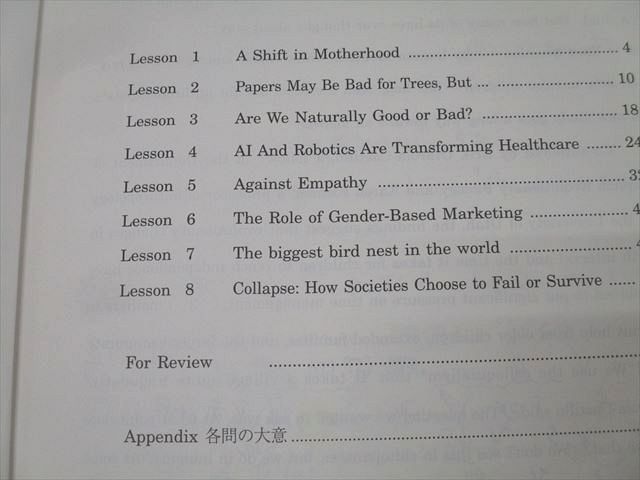 Lesson 1 A Shift in Motherhood ........................................ 4
Lesson 2 Papers May Be Bad for Trees, But ... ........................... 10
Lesson 3 Are We Naturally Good or Bad? .......................... 18
Lesson 4 AI And Robotics Are Transforming Healthcare ........ 24
Lesson 5 Against Empathy ..............................................
Lesson 6 The Role of Gender-Based Marketing ..................
Lesson 7 The biggest bird nest in the world ......................
Lesson 8 Collapse: How Societies Choose to Fail or Survive ......
For Review ..................................................................
Appendix 各問の大意 ..............................................................